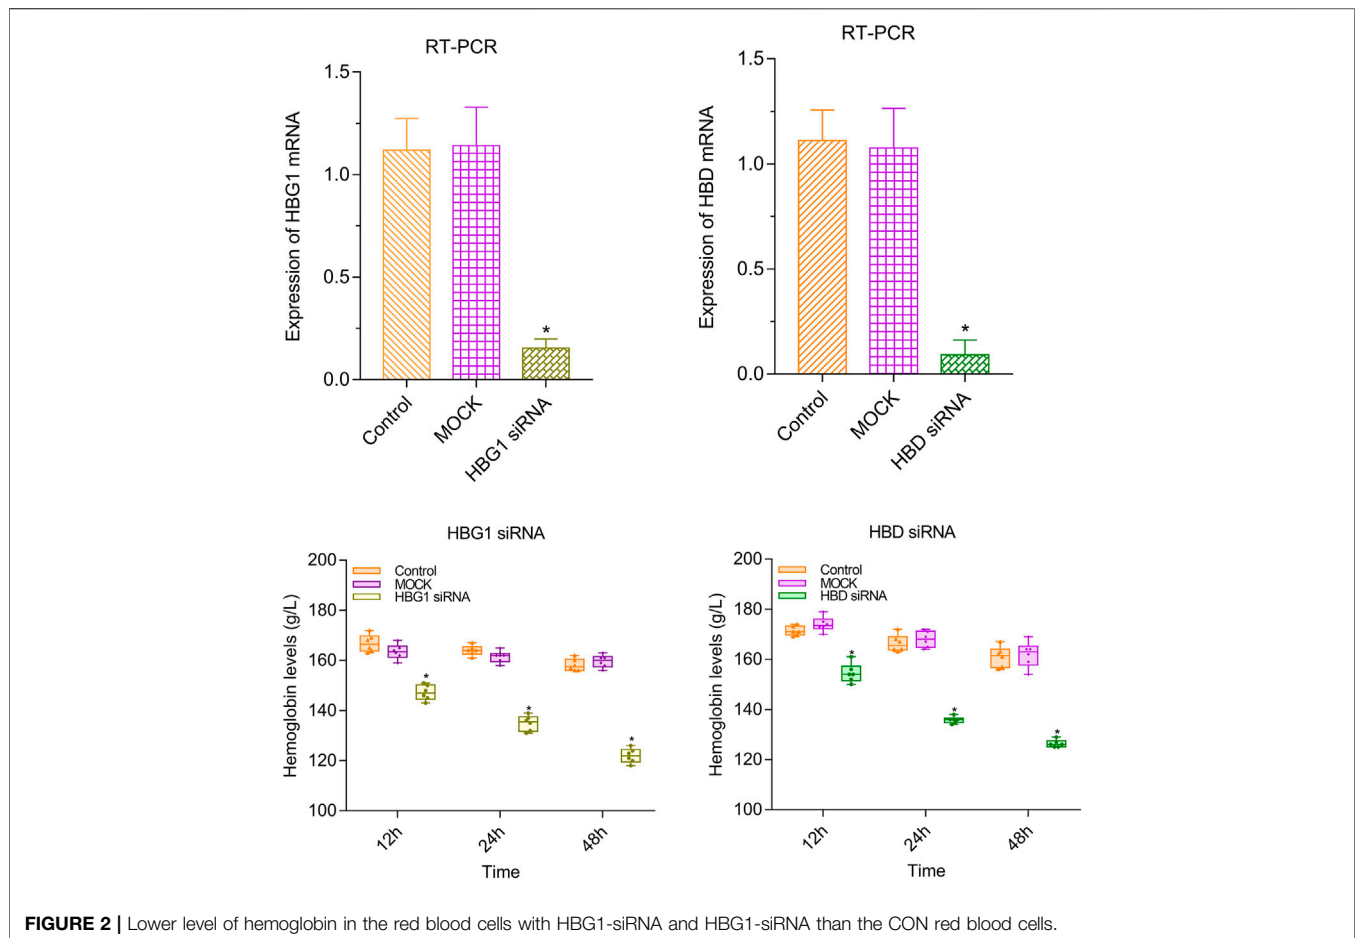 RT-PCR
Expression of HBG1 mRNA
1.5
1.0
0.5
0.0
*
Control
MOCK
HBG1 siRNA
RT-PCR
Expression of HBD mRNA
1.5
1.0
0.5
0.0
*
Control
MOCK
HBD siRNA
HBG1 siRNA
Hemoglobin levels (g/L)
200
180
160
140
120
100
Control
MOCK
HBG1 siRNA
*
*
*
12h
24h
48h
Time
HBD siRNA
Hemoglobin levels (g/L)
200
180
160
140
120
100
Control
MOCK
HBD siRNA
*
*
*
12h
24h
48h
Time
FIGURE 2 | Lower level of hemoglobin in the red blood cells with HBG1-siRNA and HBG1-siRNA than the CON red blood cells.